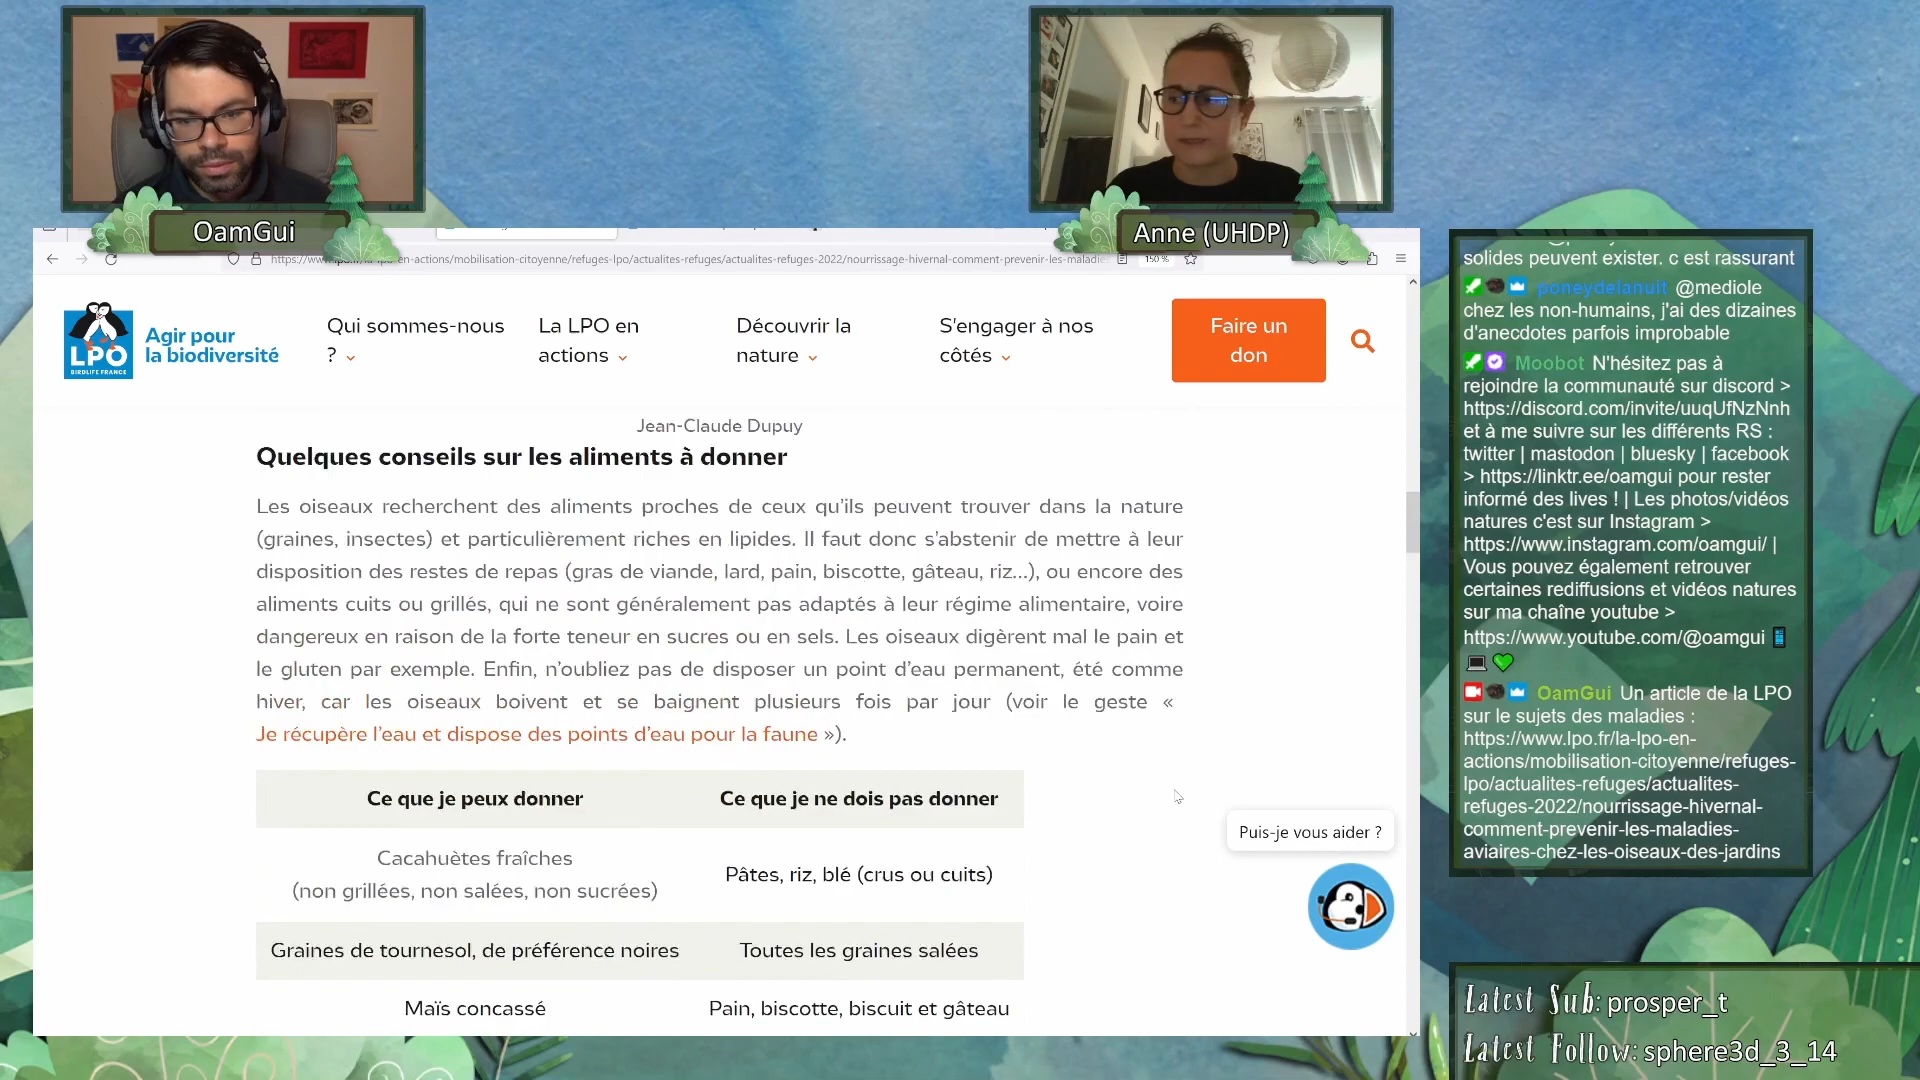 OamGui
Anne (UHDP)
150 %
LPO
BIRDLIFE FRANCE
Agir pour
la biodiversité
Qui sommes-nous
?
La LPO en
actions
Découvrir la
nature
S'engager à nos
côtés
Faire un
don
Jean-Claude Dupuy
Quelques conseils sur les aliments à donner
Les oiseaux recherchent des aliments proches de ceux qu’ils peuvent trouver dans la nature
(graines, insectes) et particulièrement riches en lipides. Il faut donc s’abstenir de mettre à leur
disposition des restes de repas (gras de viande, lard, pain, biscotte, gâteau, riz…), ou encore des
aliments cuits ou grillés, qui ne sont généralement pas adaptés à leur régime alimentaire, voire
dangereux en raison de la forte teneur en sucres ou en sels. Les oiseaux digèrent mal le pain et
le gluten par exemple. Enfin, n’oubliez pas de disposer un point d’eau permanent, été comme
hiver, car les oiseaux boivent et se baignent plusieurs fois par jour (voir le geste «
Je récupère l’eau et dispose des points d’eau pour la faune »).
Ce que je peux donner Ce que je ne dois pas donner
Cacahuètes fraîches
(non grillées, non salées, non sucrées)
Pâtes, riz, blé (crus ou cuits)
Graines de tournesol, de préférence noires Toutes les graines salées
Maïs concassé Pain, biscotte, biscuit et gâteau
Puis-je vous aider ?
solides peuvent exister. c est rassurant
poneydelanuit @mediole
chez les non-humains, j'ai des dizaines
d'anecdotes parfois improbable
Moobot N'hésitez pas à
rejoindre la communauté sur discord >
https://discord.com/invite/uuqUfNzNnh
et à me suivre sur les différents RS :
twitter | mastodon | bluesky | facebook
> https://linktr.ee/oamgui pour rester
informé des lives ! | Les photos/vidéos
natures c'est sur Instagram >
https://www.instagram.com/oamgui/ |
Vous pouvez également retrouver
certaines rediffusions et vidéos natures
sur ma chaîne youtube >
https://www.youtube.com/@oamgui
OamGui Un article de la LPO
sur le sujets des maladies :
https://www.lpo.fr/la-lpo-en-
actions/mobilisation-citoyenne/refuges-
lpo/actualites-refuges/actualites-
refuges-2022/nourrissage-hivernal-
comment-prevenir-les-maladies-
aviaires-chez-les-oiseaux-des-jardins
Latest Sub: prosper_t
Latest Follow: sphere3d_3_14